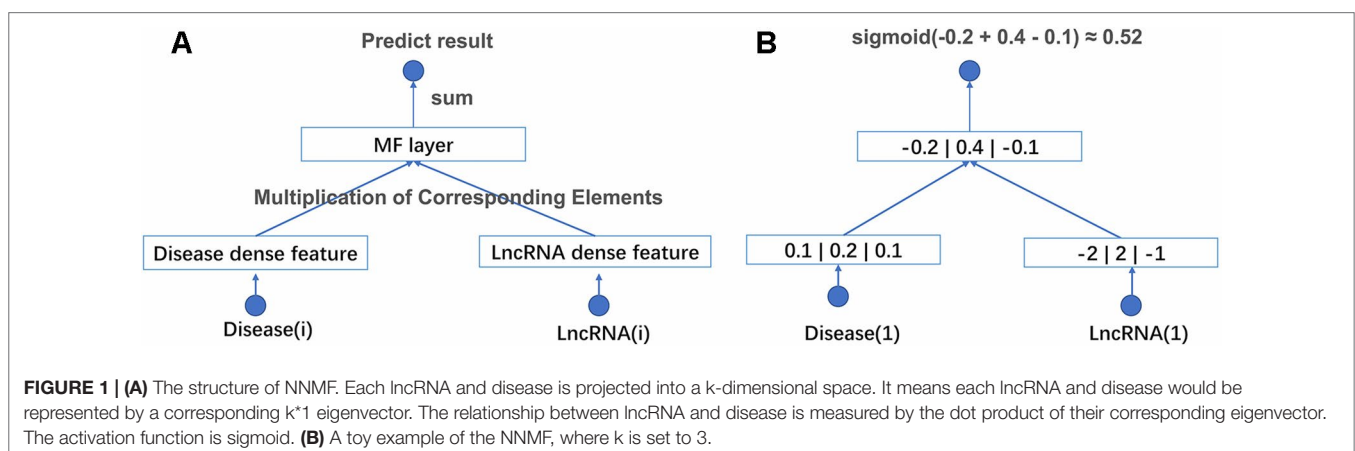 A
Predict result
sum
MF layer
Multiplication of Corresponding Elements
Disease dense feature
LncRNA dense feature
Disease(i)
LncRNA(i)
B
sigmoid(-0.2 + 0.4 - 0.1) ≈ 0.52
-0.2 | 0.4 | -0.1
0.1 | 0.2 | 0.1
-2 | 2 | -1
Disease(1)
LncRNA(1)
FIGURE 1 | (A) The structure of NNMF. Each lncRNA and disease is projected into a k-dimensional space. It means each lncRNA and disease would be
represented by a corresponding k*1 eigenvector. The relationship between lncRNA and disease is measured by the dot product of their corresponding eigenvector.
The activation function is sigmoid. (B) A toy example of the NNMF, where k is set to 3.